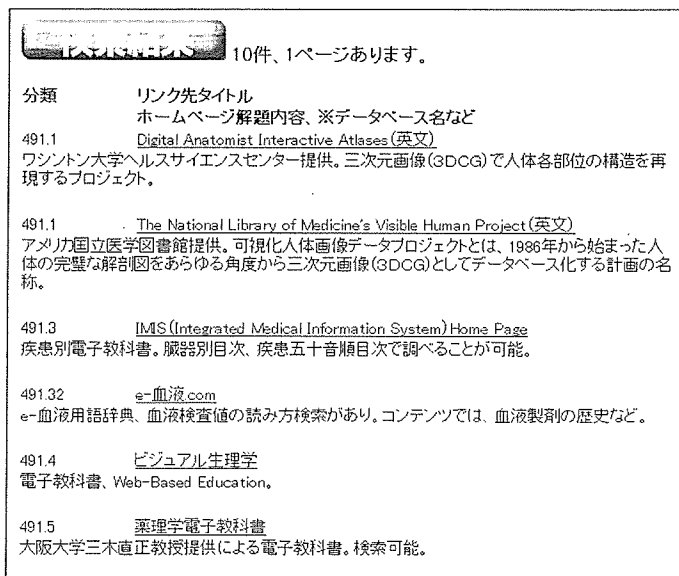 10件、1ページあります。
分類 リンク先タイトル
ホームページ解題内容、※データベース名など
491.1 Digital Anatomist Interactive Atlases(英文)
ワシントン大学ヘルスサイエンスセンター提供。三次元画像(3DCG)で人体各部位の構造を再
現するプロジェクト。
491.1 The National Library of Medicine's Visible Human Project(英文)
アメリカ国立医学図書館提供。可視化人体画像データプロジェクトとは、1986年から始まった人
体の完璧な解剖図をあらゆる角度から三次元画像(3DCG)としてデータベース化する計画の名
称。
491.3 IMIS(Integrated Medical Information System)Home Page
疾患別電子教科書。臓器別目次、疾患五十音順目次で調べることが可能。
491.32 e-血液.com
e-血液用語辞典、血液検査値の読み方検索があり。コンテンツでは、血液製剤の歴史など。
491.4 ビジュアル生理学
電子教科書、Web-Based Education。
491.5 薬理学電子教科書
大阪大学三木直正教授提供による電子教科書。検索可能。